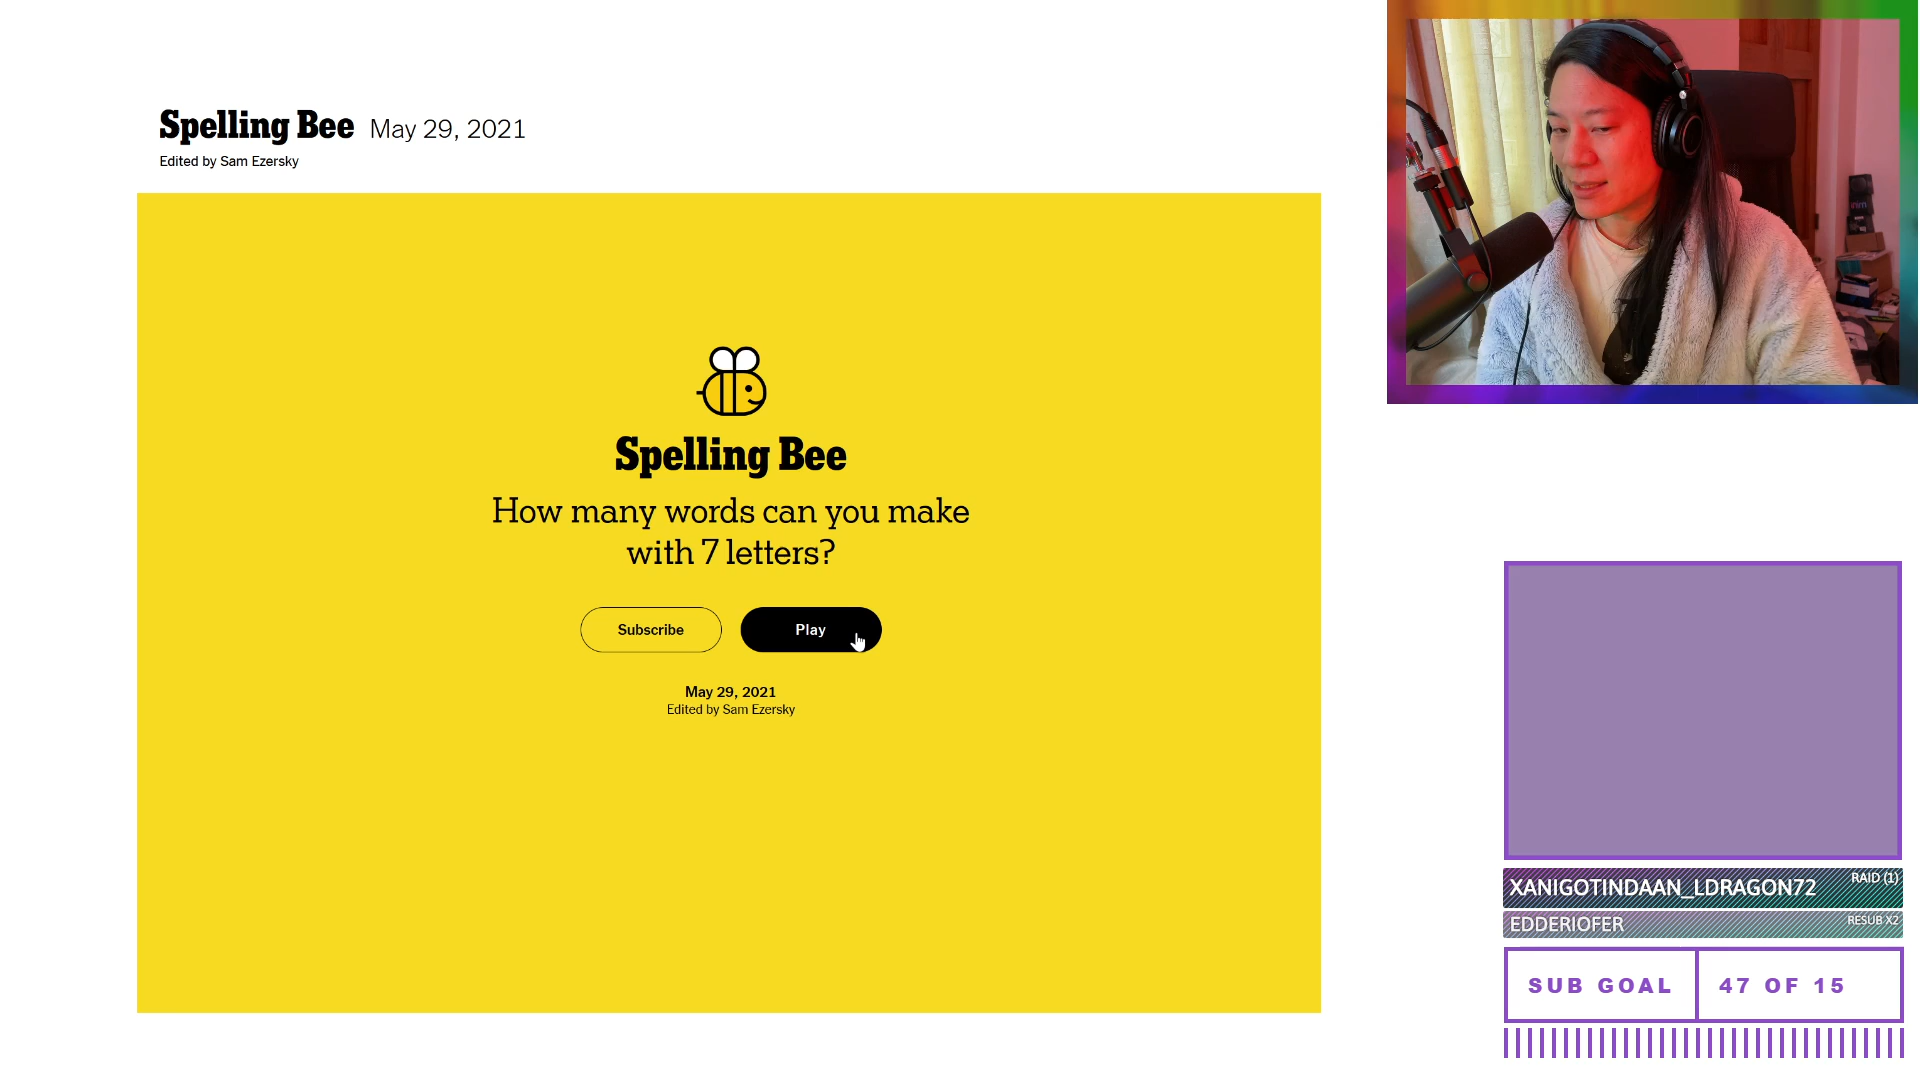 Spelling Bee May 29, 2021
Edited by Sam Ezersky
Spelling Bee
How many words can you make
with 7 letters?
Subscribe
Play
May 29, 2021
Edited by Sam Ezersky
XANIGOTINDAAN_LDRAGON72 RAID (1)
EDDERIOFER RESUB X2
SUB GOAL 47 OF 15